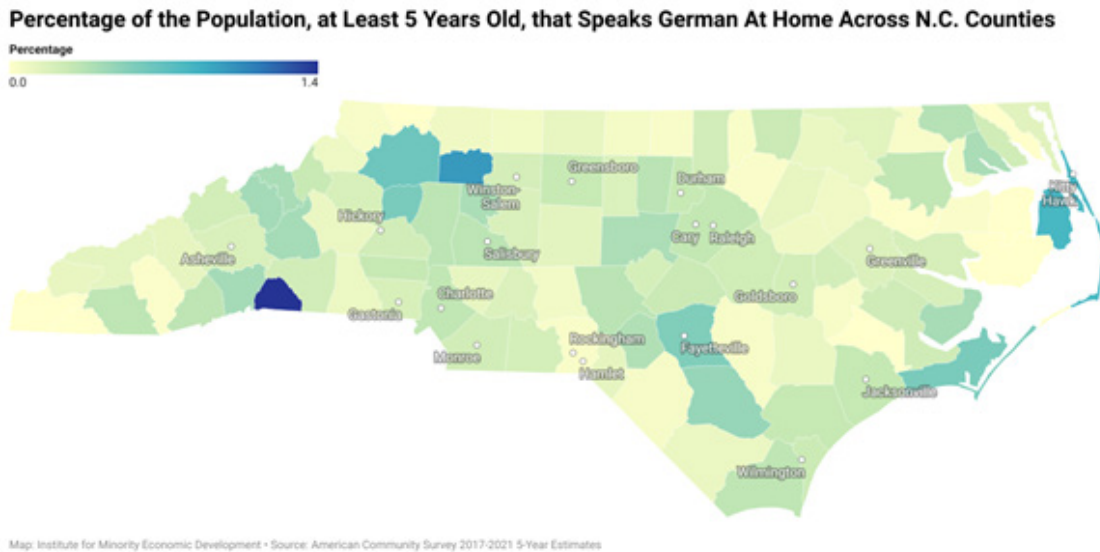 Percentage of the Population, at Least 5 Years Old, that Speaks German At Home Across N.C. Counties
Percentage
0.0 1.4
Greensboro
Durham
Winston-
Salem
Kitty
Hawk
Hickory
Cary Raleigh
Salisbury
Asheville
Greenville
Charlotte
Goldsboro
Gastonia
Rockingham
Fayetteville
Monroe
Hamlet
Jacksonville
Wilmington
Map: Institute for Minority Economic Development • Source: American Community Survey 2017-2021 5-Year Estimates